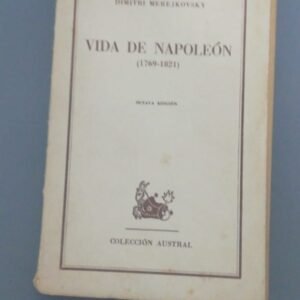 DIMITRI MEREJKOVSKY
VIDA DE NAPOLEÓN
(1769-1821)
OCTAVA EDICIÓN
COLECCIÓN AUSTRAL